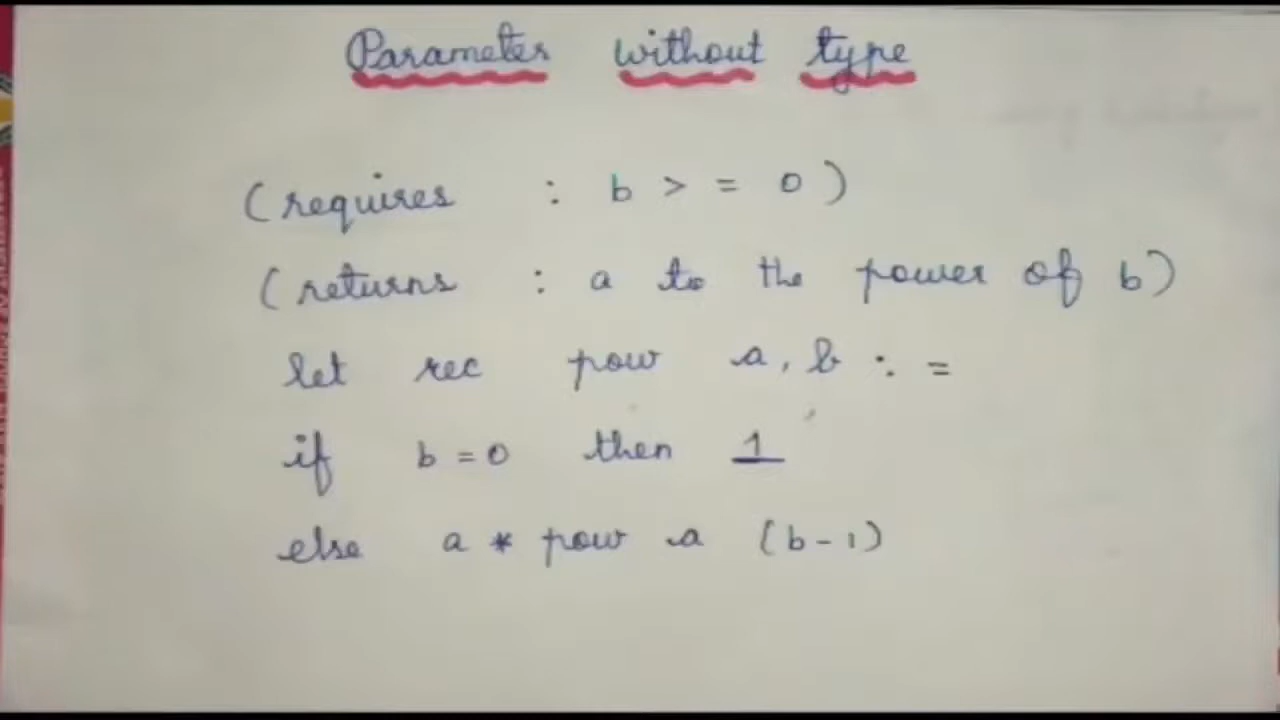 Parameter without type
(requires : b > = 0)
(returns : a to the power of b)
let rec pow a, b : =
if b = 0 then 1
else a * pow a (b - 1)